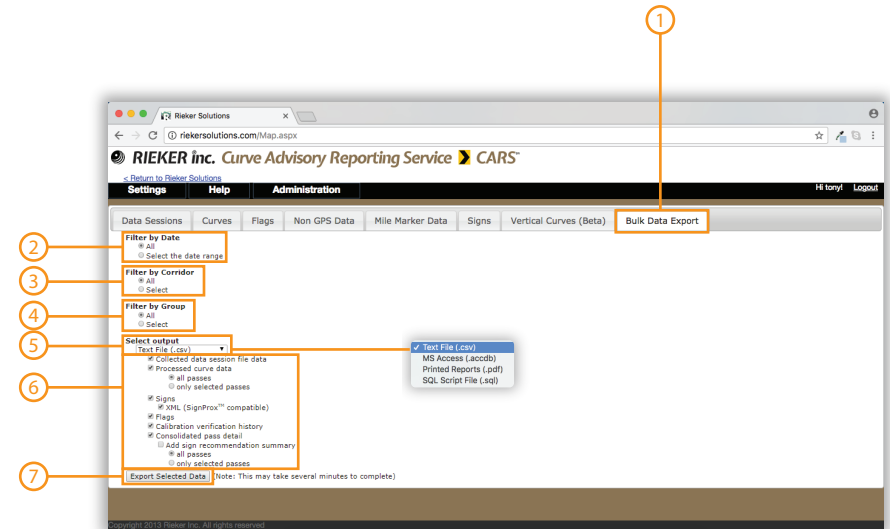 1
Rieker Solutions
riekersolutions.com/Map.aspx
RIEKER inc. Curve Advisory Reporting Service CARS™
< Return to Rieker Solutions
Settings Help Administration Hi tony! Logout
Data Sessions Curves Flags Non GPS Data Mile Marker Data Signs Vertical Curves (Beta) Bulk Data Export
2
Filter by Date
All
Select the date range
3
Filter by Corridor
All
Select
4
Filter by Group
All
Select
5
Select output
Text File (.csv)
Text File (.csv)
MS Access (.accdb)
Printed Reports (.pdf)
SQL Script File (.sql)
6
Collected data session file data
Processed curve data
all passes
only selected passes
Signs
XML (SignProx™ compatible)
Flags
Calibration verification history
Consolidated pass detail
Add sign recommendation summary
all passes
only selected passes
7
Export Selected Data (Note: This may take several minutes to complete)
Copyright 2013 Rieker Inc. All rights reserved